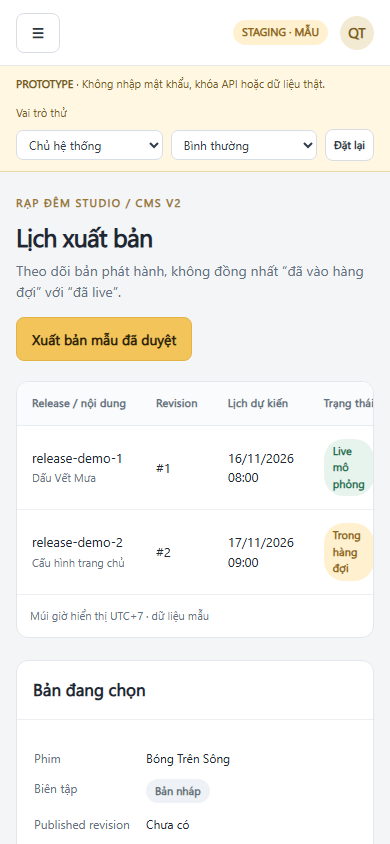 ☰
STAGING · MẪU
QT
PROTOTYPE · Không nhập mật khẩu, khóa API hoặc dữ liệu thật.
Vai trò thử
Chủ hệ thống
Bình thường
Đặt lại
RẠP ĐÊM STUDIO / CMS V2
Lịch xuất bản
Theo dõi bản phát hành, không đồng nhất “đã vào hàng
đợi” với “đã live”.
Xuất bản mẫu đã duyệt
Release / nội dung Revision Lịch dự kiến Trạng thái
release-demo-1
Dấu Vết Mưa
#1
16/11/2026
08:00
Live
mô
phỏng
release-demo-2
Cấu hình trang chủ
#2
17/11/2026
09:00
Trong
hàng
đợi
Múi giờ hiển thị UTC+7 · dữ liệu mẫu
Bản đang chọn
Phim Bóng Trên Sông
Biên tập Bản nháp
Published revision Chưa có